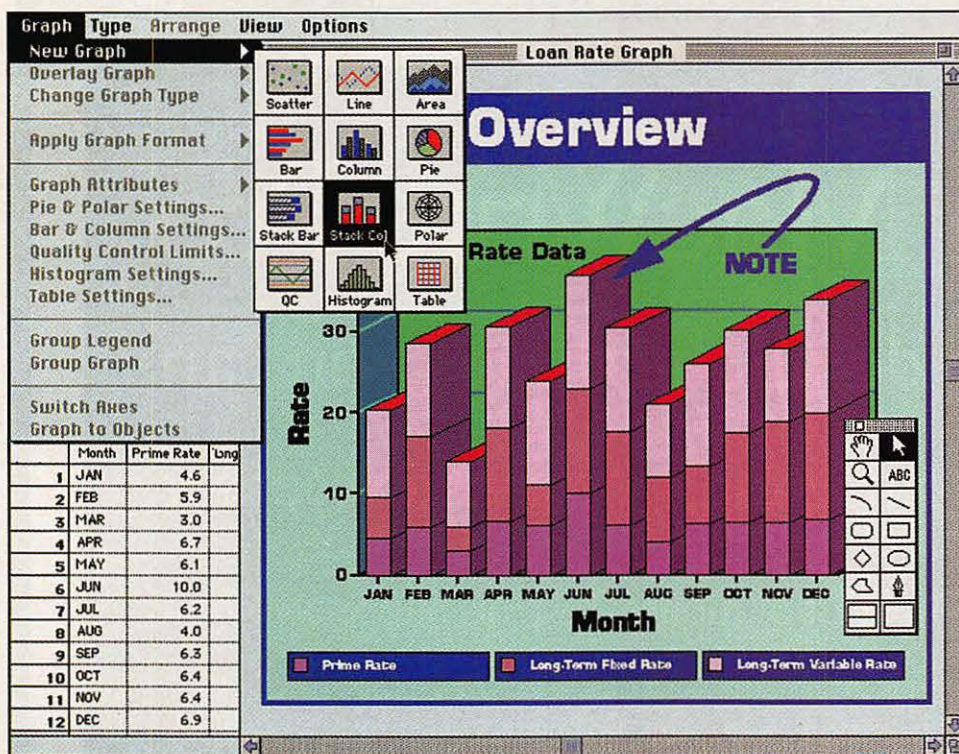 Graph Type Arrange View Options
New Graph
Overlay Graph
Change Graph Type
Apply Graph Format
Graph Attributes
Pie & Polar Settings...
Bar & Column Settings...
Quality Control Limits...
Histogram Settings...
Table Settings...
Group Legend
Group Graph
Switch Axes
Graph to Objects
Scatter Line Area
Bar Column Pie
Stack Bar Stack Col Polar
QC Histogram Table
Loan Rate Graph
Overview
Rate Data
NOTE
Rate
30
20
10
0
JAN FEB MAR APR MAY JUN JUL AUG SEP OCT NOV DEC
Month
Prime Rate Long-Term Fixed Rate Long-Term Variable Rate
ABC
Month Prime Rate 'Long
1 JAN 4.6
2 FEB 5.9
3 MAR 3.0
4 APR 6.7
5 MAY 6.1
6 JUN 10.0
7 JUL 6.2
8 AUG 4.0
9 SEP 6.3
10 OCT 6.4
11 NOV 6.4
12 DEC 6.9